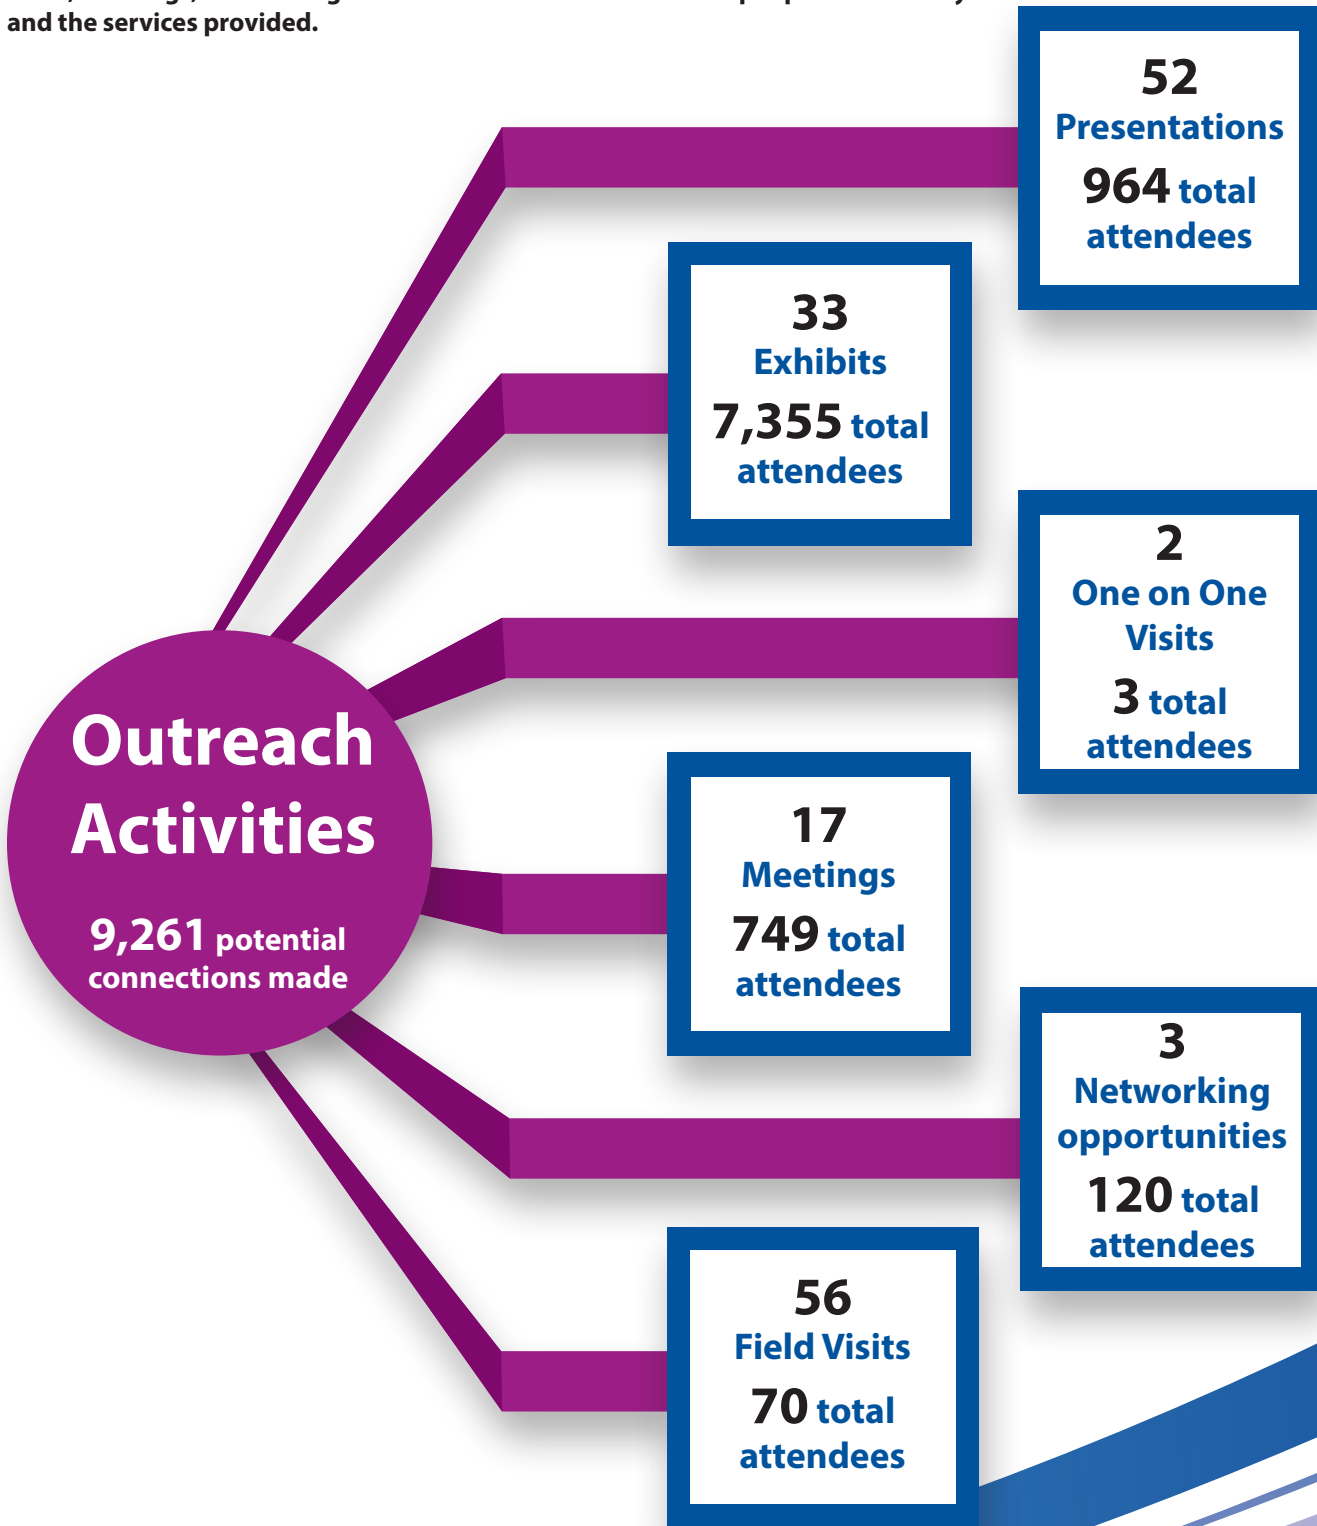 and the services provided.
52
Presentations
964 total
attendees
33
Exhibits
7,355 total
attendees
2
One on One
Visits
3 total
attendees
Outreach
Activities
9,261 potential
connections made
17
Meetings
749 total
attendees
3
Networking
opportunities
120 total
attendees
56
Field Visits
70 total
attendees